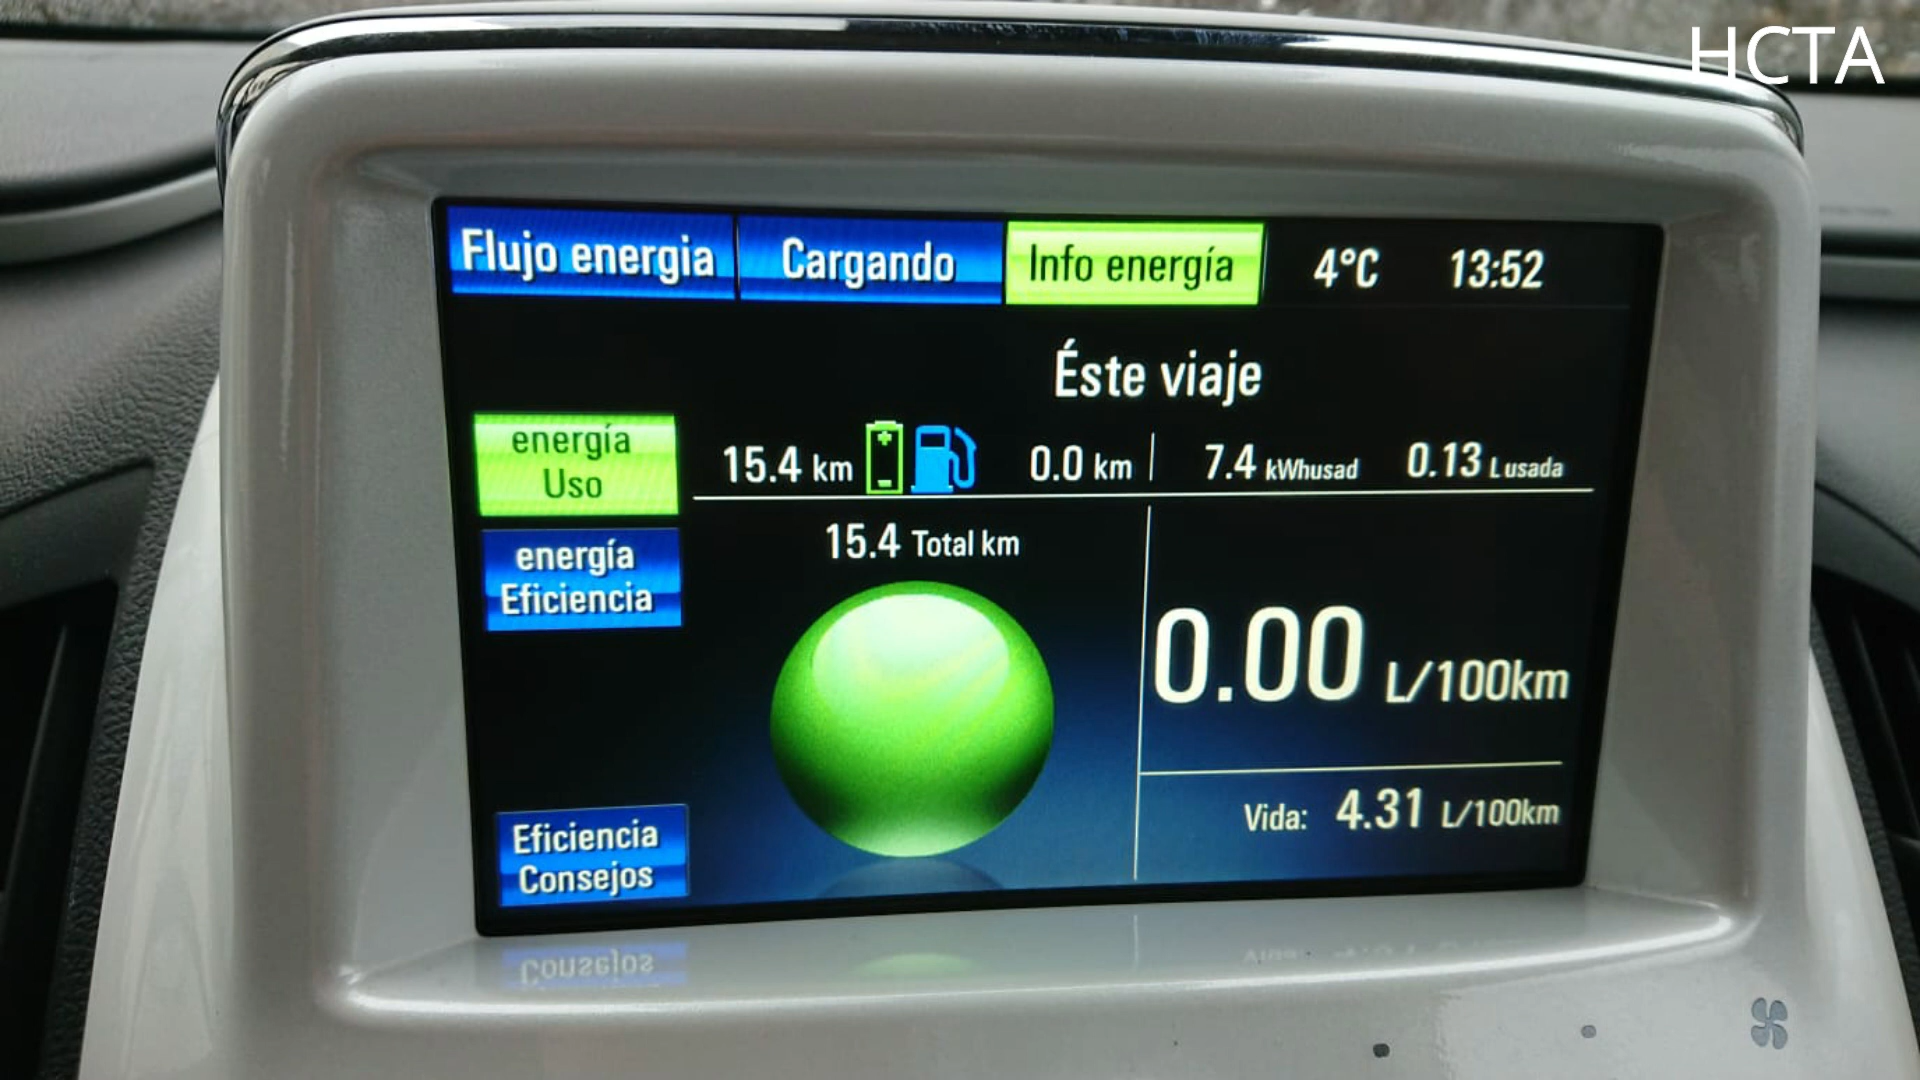 HCTA
Flujo energia
Cargando
Info energía
4°C
13:52
Éste viaje
energía
Uso
15.4 km
0.0 km
7.4 kWhusad
0.13 Lusada
15.4 Total km
energía
Eficiencia
0.00 L/100km
Vida: 4.31 L/100km
Eficiencia
Consejos